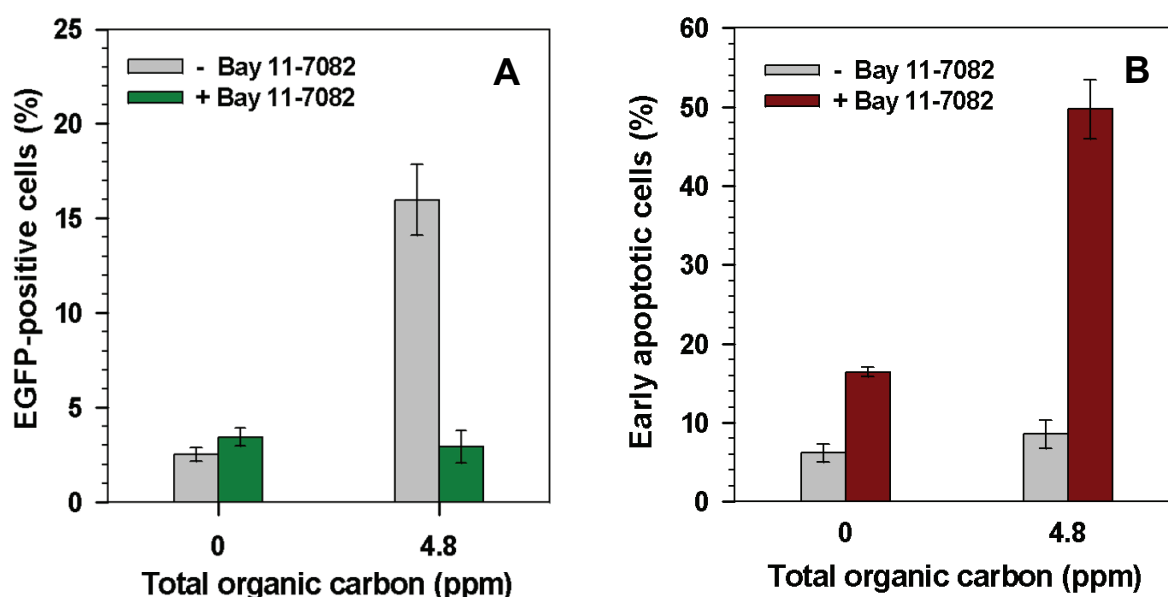 A
- Bay 11-7082
+ Bay 11-7082
EGFP-positive cells (%)
25
20
15
10
5
0
0 4.8
Total organic carbon (ppm)
B
- Bay 11-7082
+ Bay 11-7082
Early apoptotic cells (%)
60
50
40
30
20
10
0
0 4.8
Total organic carbon (ppm)